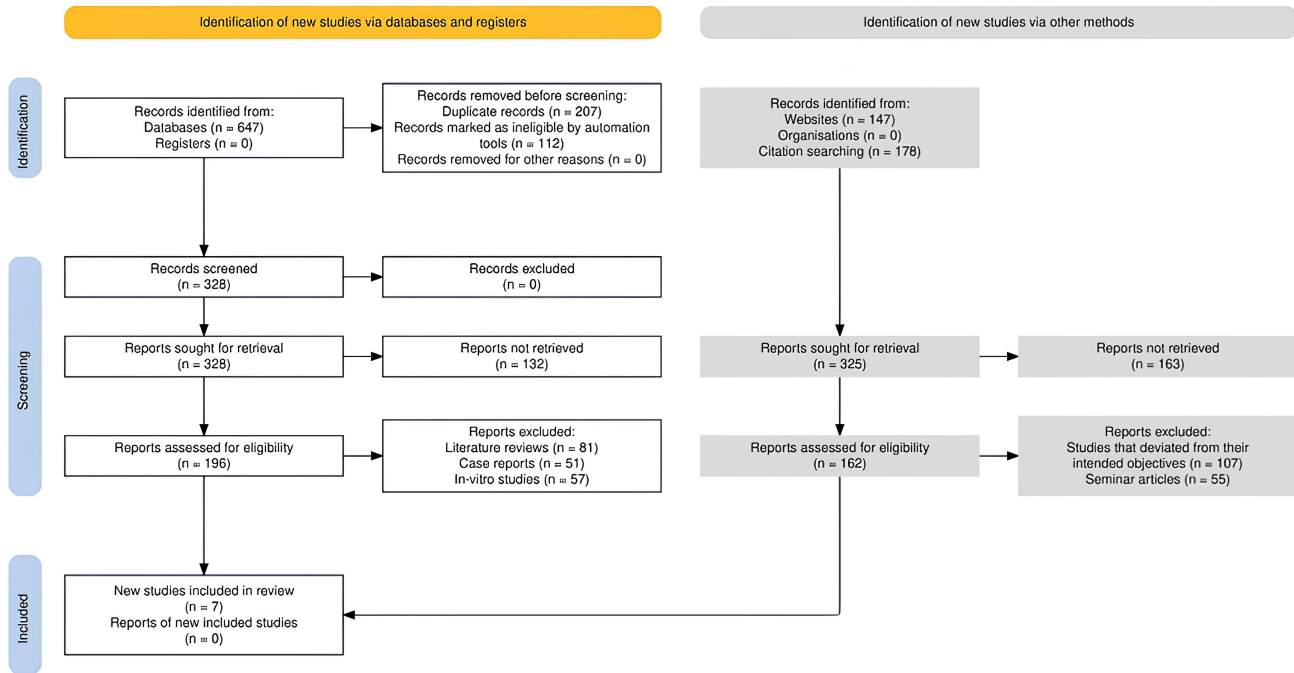 Identification of new studies via databases and registers
Identification of new studies via other methods
Identification
Records identified from:
Databases (n = 647)
Registers (n = 0)
Records removed before screening:
Duplicate records (n = 207)
Records marked as ineligible by automation
tools (n = 112)
Records removed for other reasons (n = 0)
Records identified from:
Websites (n = 147)
Organisations (n = 0)
Citation searching (n = 178)
Screening
Records screened
(n = 328)
Records excluded
(n = 0)
Reports sought for retrieval
(n = 328)
Reports not retrieved
(n = 132)
Reports sought for retrieval
(n = 325)
Reports not retrieved
(n = 163)
Reports assessed for eligibility
(n = 196)
Reports excluded:
Literature reviews (n = 81)
Case reports (n = 51)
In-vitro studies (n = 57)
Reports assessed for eligibility
(n = 162)
Reports excluded:
Studies that deviated from their
intended objectives (n = 107)
Seminar articles (n = 55)
Included
New studies included in review
(n = 7)
Reports of new included studies
(n = 0)